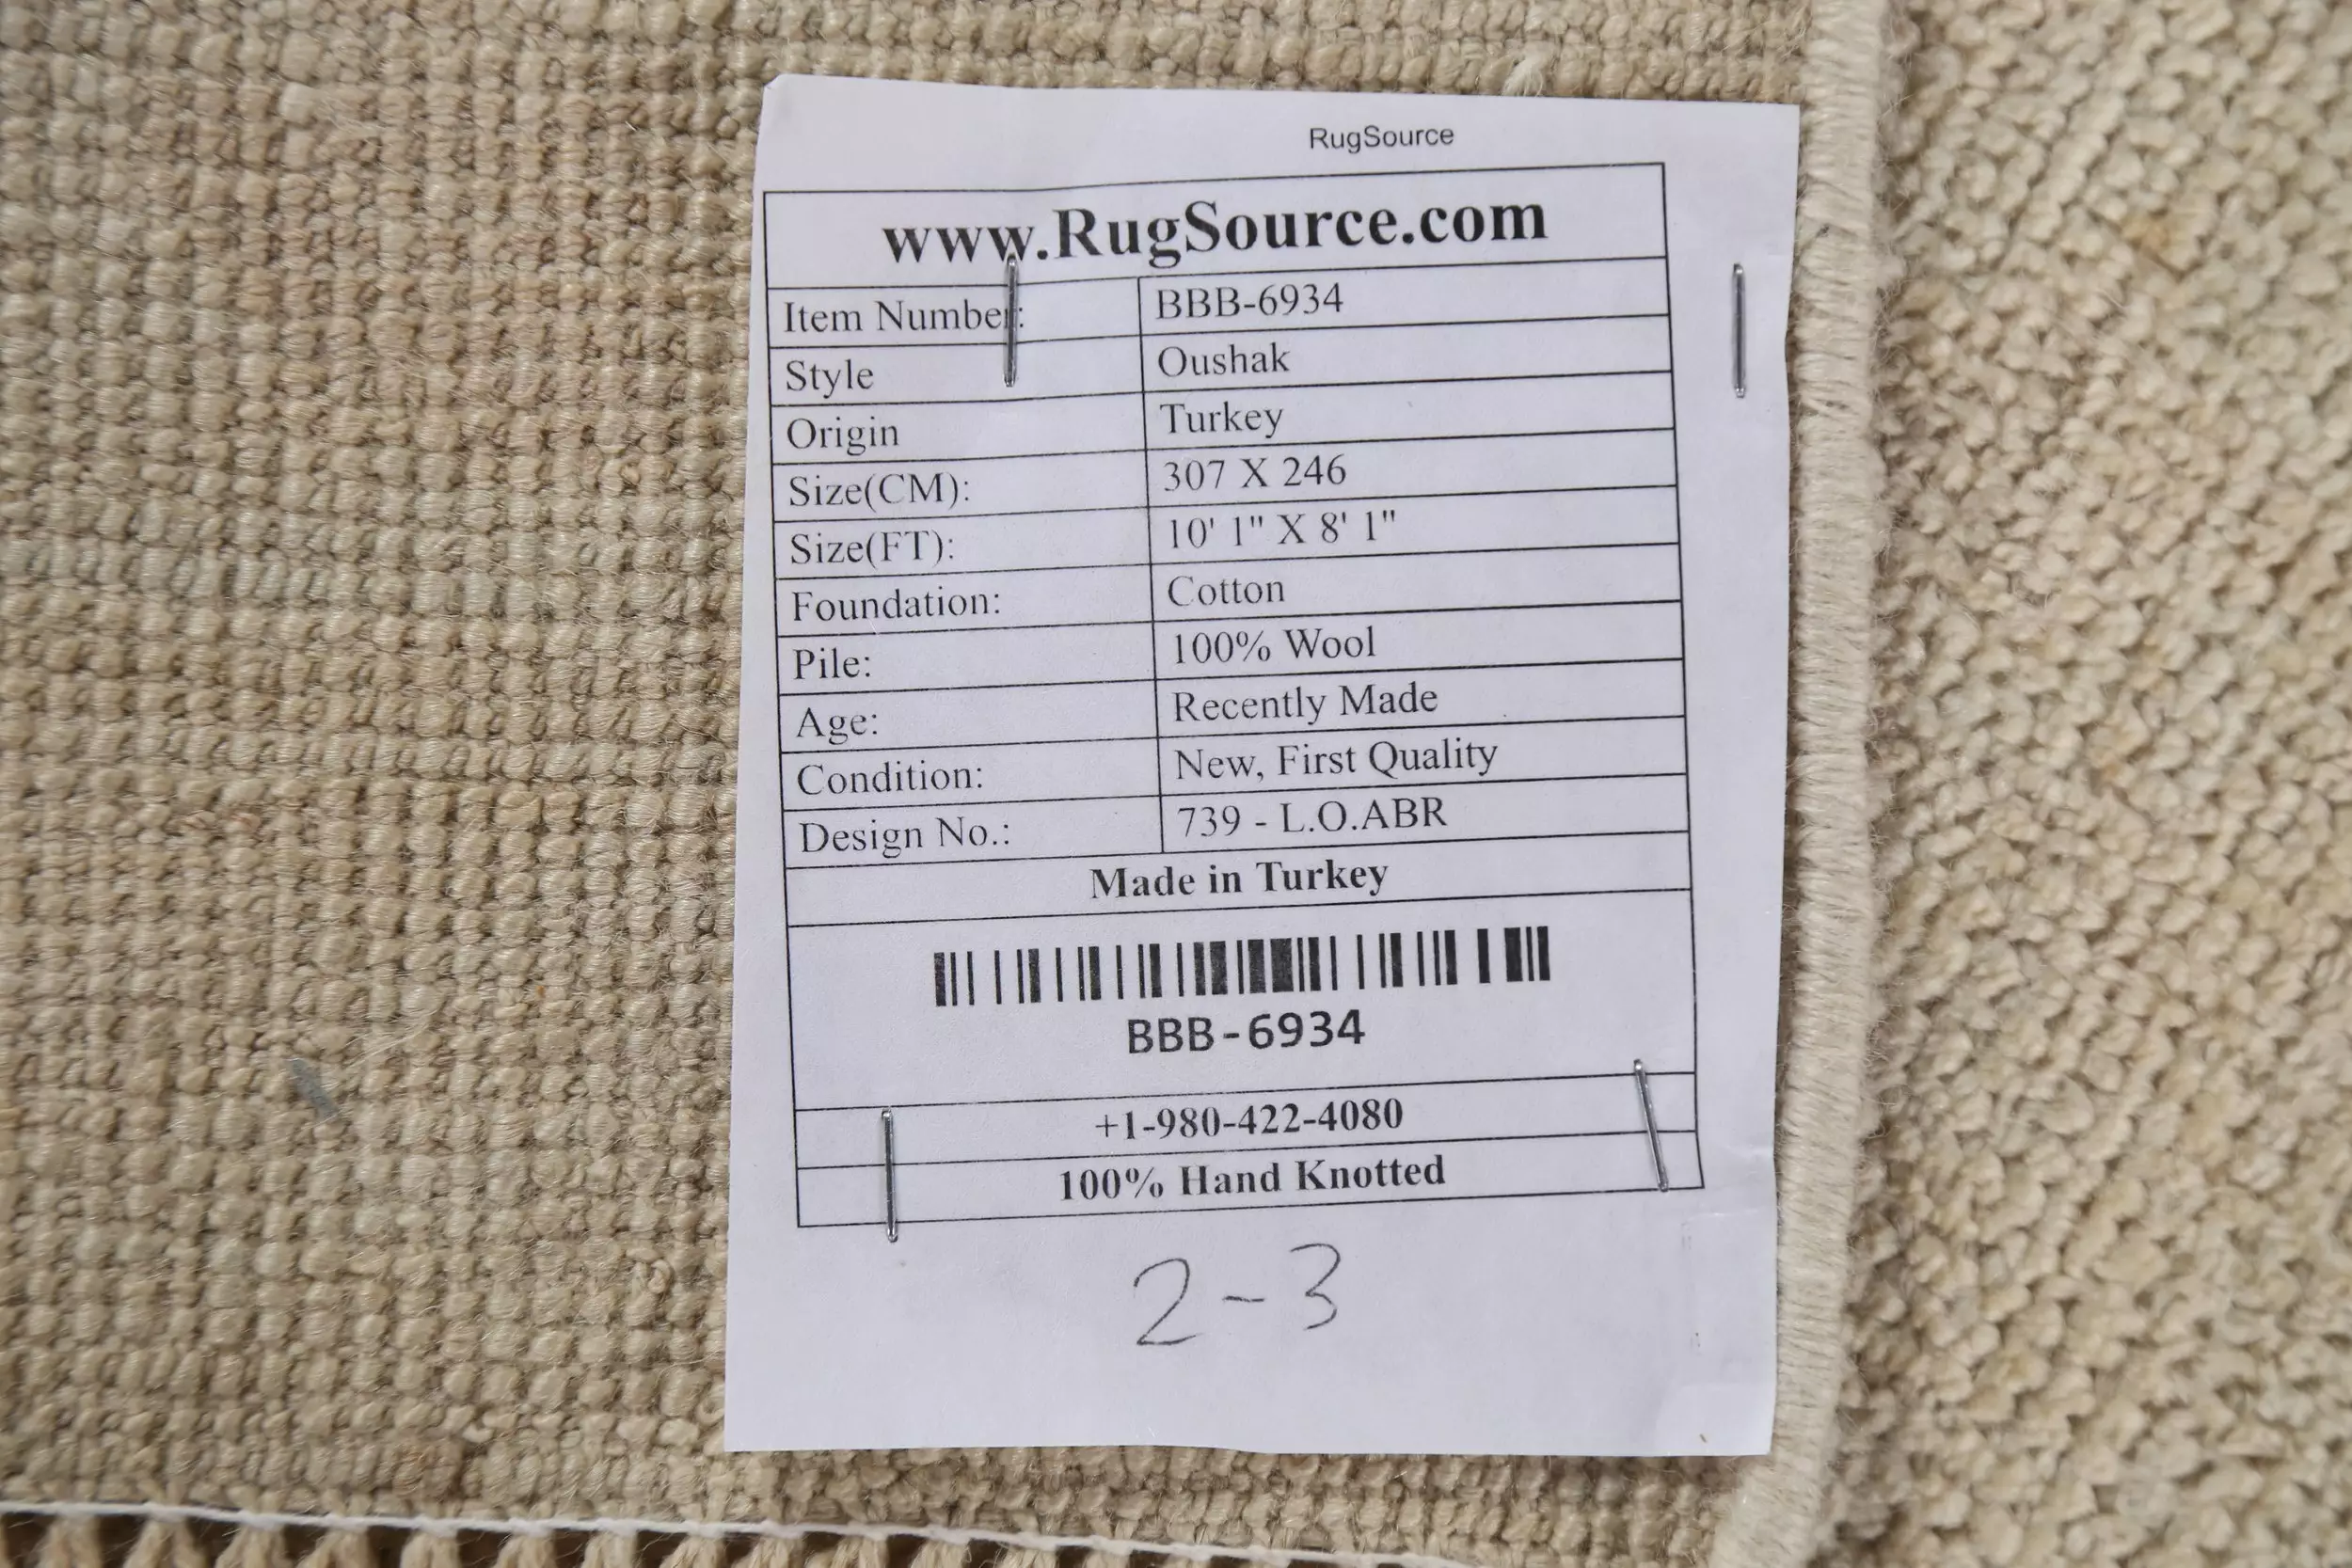 RugSource
www.RugSource.com
Item Number: BBB-6934
Style Oushak
Origin Turkey
Size(CM): 307 X 246
Size(FT): 10' 1" X 8' 1"
Foundation: Cotton
Pile: 100% Wool
Age: Recently Made
Condition: New, First Quality
Design No.: 739 - L.O.ABR
Made in Turkey
BBB-6934
+1-980-422-4080
100% Hand Knotted
2-3